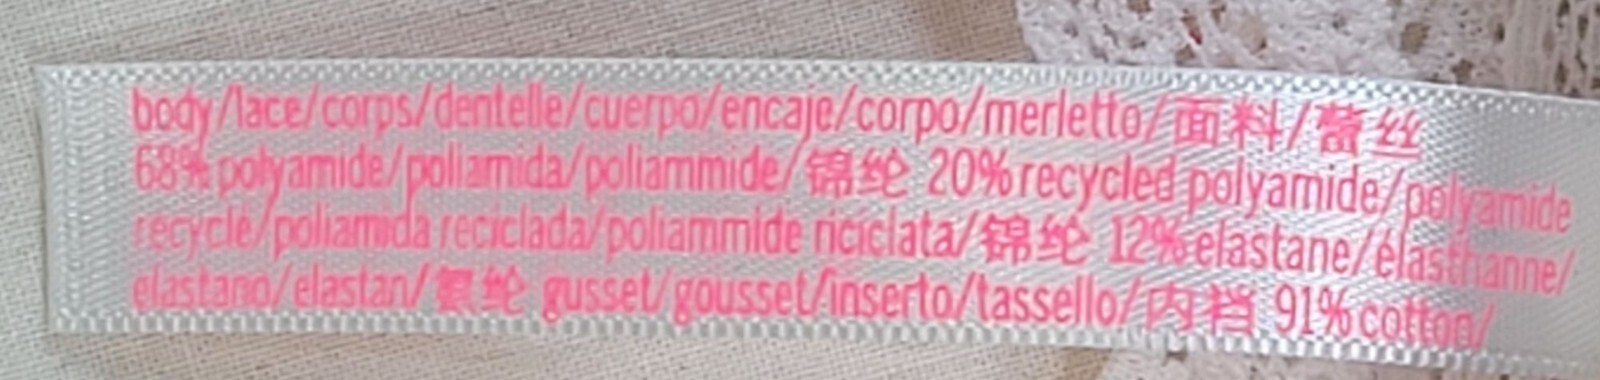 body/lace/corps/dentelle/cuerpo/encaje/corpo/merletto/面料/蕾丝
68% polyamide/poliamida/poliammide/锦纶 20% recycled polyamide/polyamide
recyclé/poliamida reciclada/poliammide riciclata/锦纶 12% elastane/élasthanne/
elastano/elastan/氨纶 gusset/gousset/inserto/tassello/内裆 91% cotton/